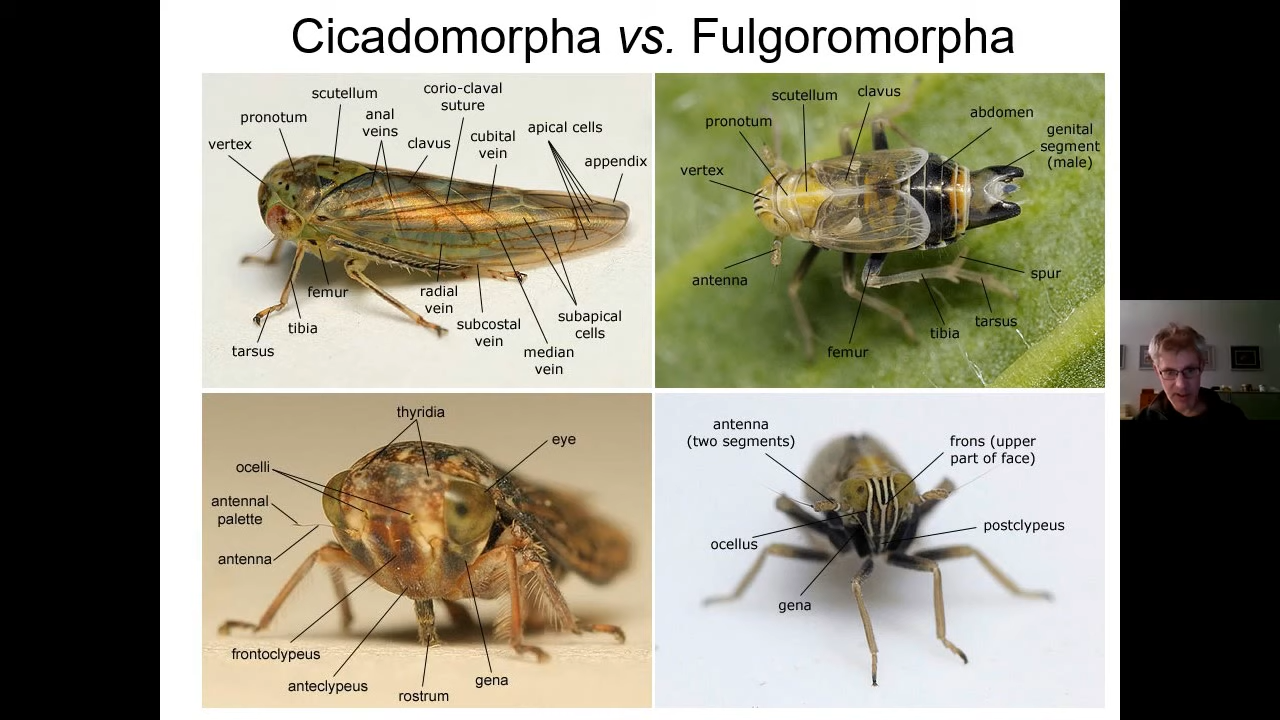 Cicadomorpha vs. Fulgoromorpha
scutellum
corio-claval
suture
pronotum
anal
veins
vertex
clavus
cubital
vein
apical cells
appendix
femur
tibia
tarsus
radial
vein
subcostal
vein
median
vein
subapical
cells
scutellum
clavus
pronotum
abdomen
genital
segment
(male)
vertex
antenna
spur
tarsus
tibia
femur
thyridia
eye
ocelli
antennal
palette
antenna
frontoclypeus
anteclypeus
rostrum
gena
antenna
(two segments)
frons (upper
part of face)
postclypeus
ocellus
gena